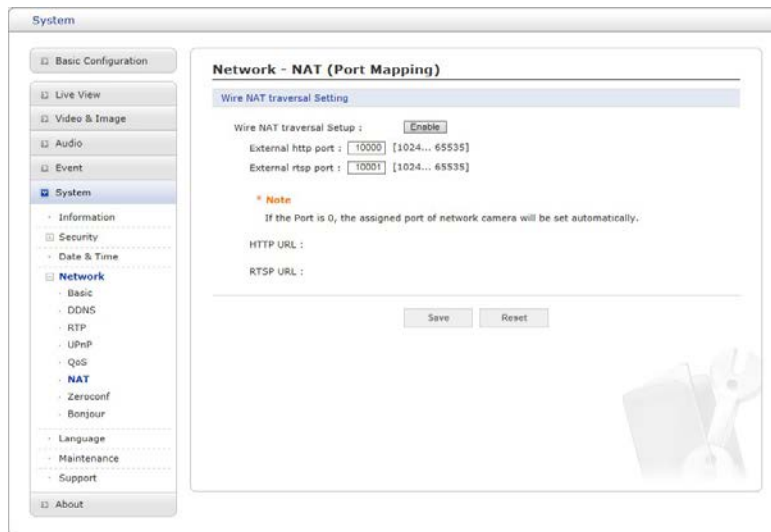 System
Basic Configuration
Live View
Video & Image
Audio
Event
System
Information
Security
Date & Time
Network
Basic
DDNS
RTP
UPnP
QoS
NAT
Zeroconf
Bonjour
Language
Maintenance
Support
About
Network - NAT (Port Mapping)
Wire NAT traversal Setting
Wire NAT traversal Setup : Enable
External http port : 10000 [1024... 65535]
External rtsp port : 10001 [1024... 65535]
* Note
If the Port is 0, the assigned port of network camera will be set automatically.
HTTP URL :
RTSP URL :
Save Reset